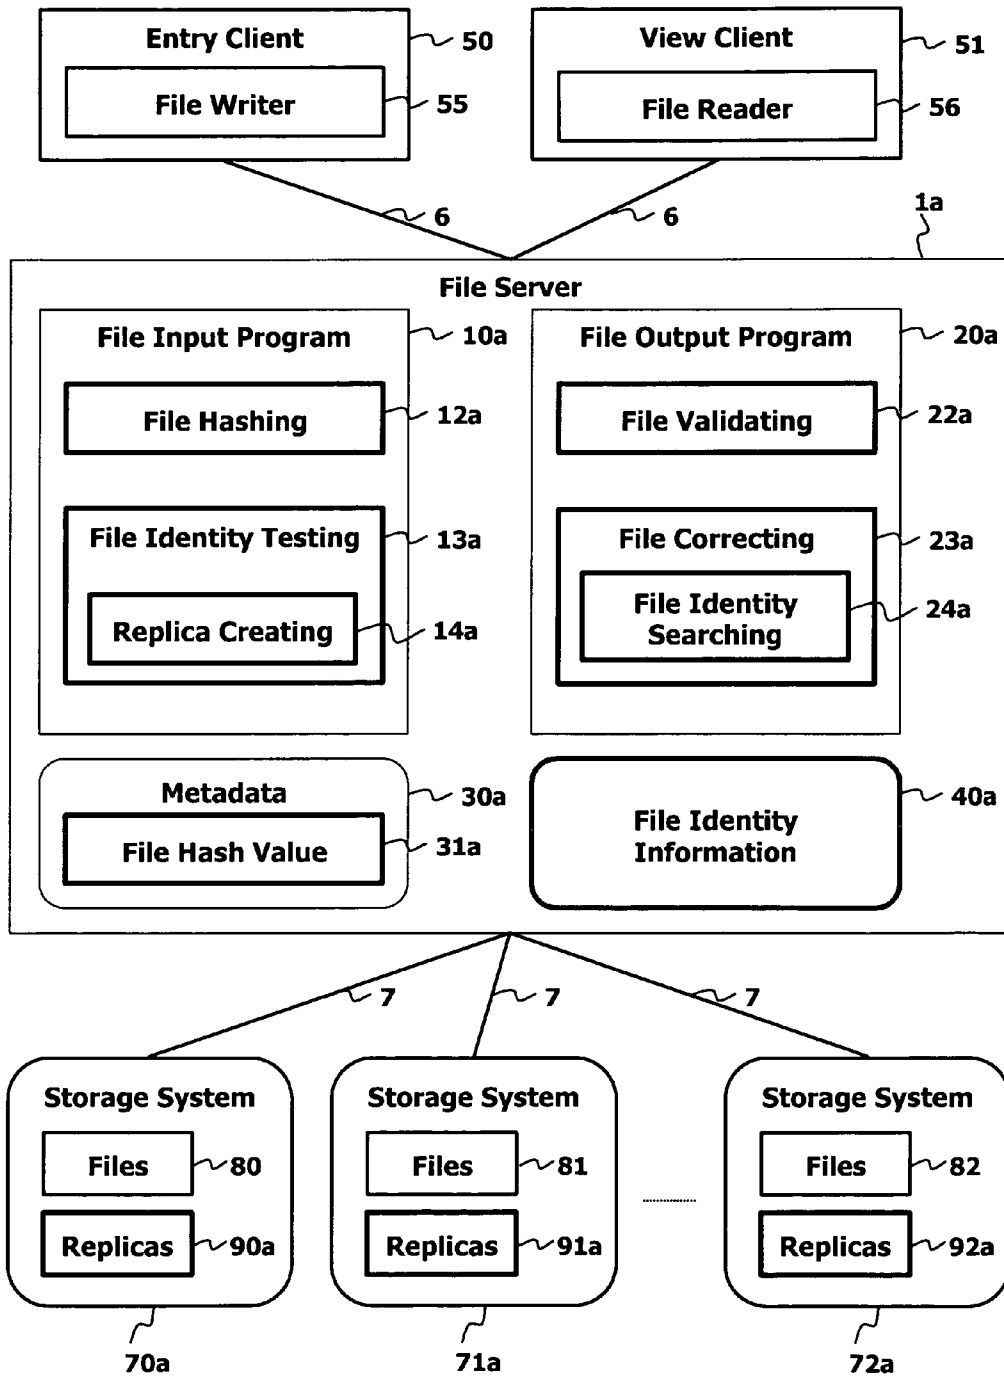 Entry Client
50
File Writer
55
View Client
51
File Reader
56
6
6
1a
File Server
File Input Program
10a
File Hashing
12a
File Identity Testing
13a
Replica Creating
14a
File Output Program
20a
File Validating
22a
File Correcting
23a
File Identity
Searching
24a
Metadata
30a
File Hash Value
31a
File Identity
Information
40a
7
7
7
Storage System
Files
80
Replicas
90a
70a
Storage System
Files
81
Replicas
91a
71a
Storage System
Files
82
Replicas
92a
72a